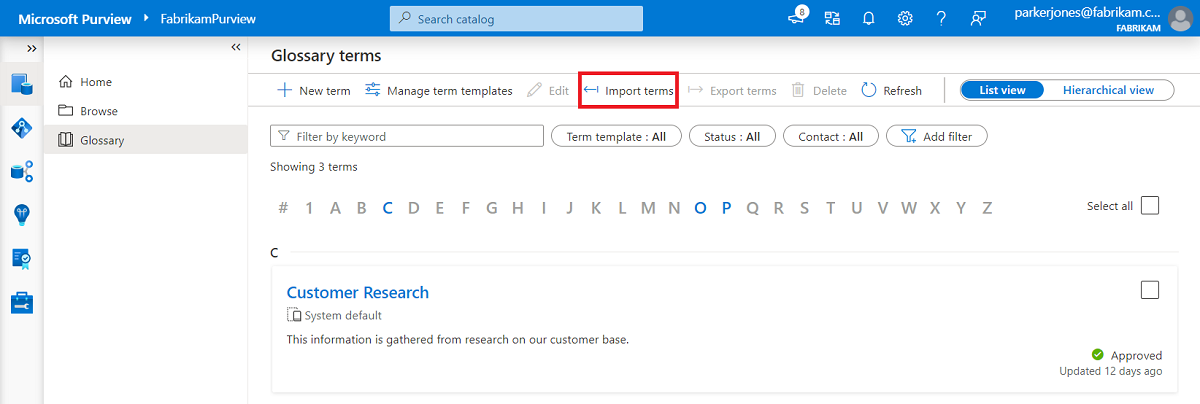 Microsoft Purview FabrikamPurview Search catalog 8 parkerjones@fabrikam.c...
FABRIKAM
Home
Browse
Glossary
Glossary terms
New term Manage term templates Edit Import terms Export terms Delete Refresh List view Hierarchical view
Filter by keyword Term template : All Status : All Contact : All Add filter
Showing 3 terms
# 1 A B C D E F G H I J K L M N O P Q R S T U V W X Y Z Select all
C
Customer Research
System default
This information is gathered from research on our customer base.
Approved
Updated 12 days ago